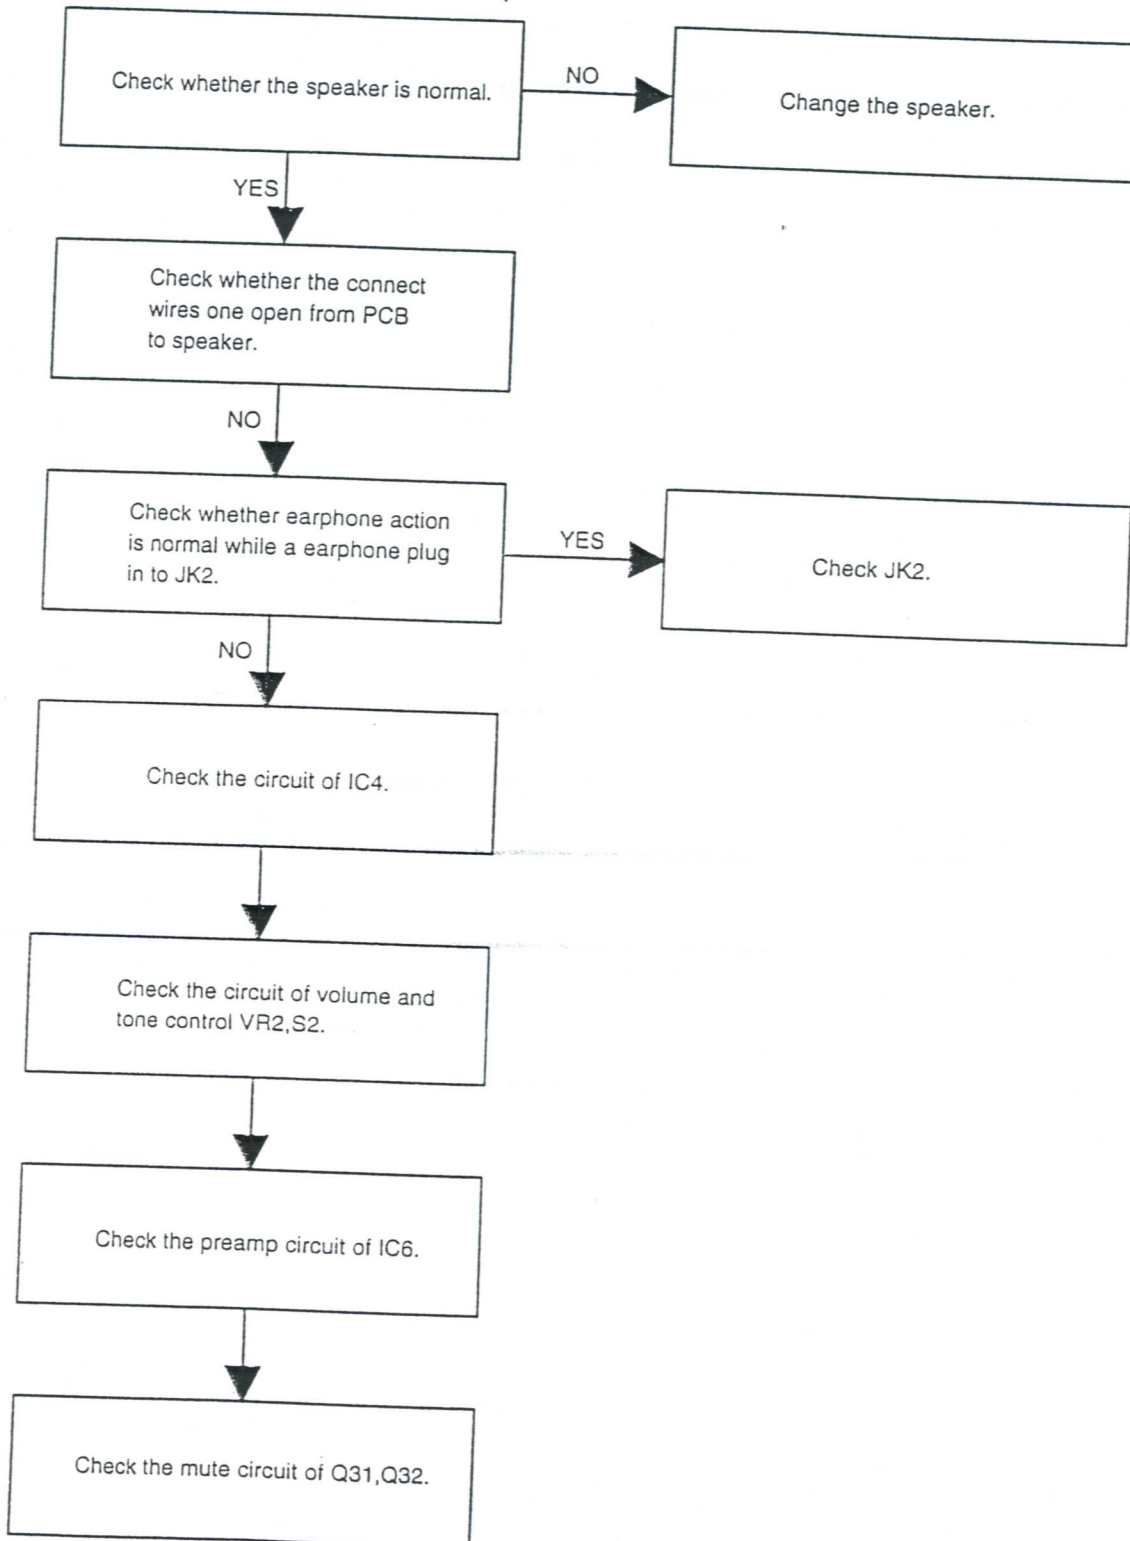 Check whether the speaker is normal.
NO
Change the speaker.
YES
Check whether the connect
wires one open from PCB
to speaker.
NO
Check whether earphone action
is normal while a earphone plug
in to JK2.
YES
Check JK2.
NO
Check the circuit of IC4.
Check the circuit of volume and
tone control VR2,S2.
Check the preamp circuit of IC6.
Check the mute circuit of Q31,Q32.